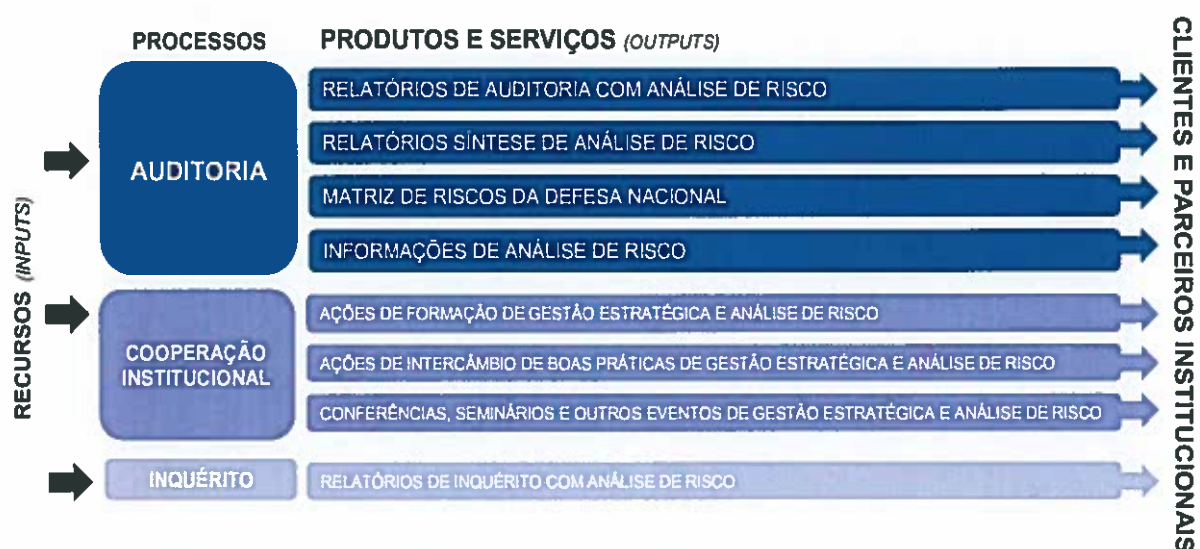 PROCESSOS
PRODUTOS E SERVIÇOS (OUTPUTS)
RECURSOS (INPUTS)
AUDITORIA
RELATÓRIOS DE AUDITORIA COM ANÁLISE DE RISCO
RELATÓRIOS SÍNTESE DE ANÁLISE DE RISCO
MATRIZ DE RISCOS DA DEFESA NACIONAL
INFORMAÇÕES DE ANÁLISE DE RISCO
COOPERAÇÃO
INSTITUCIONAL
AÇÕES DE FORMAÇÃO DE GESTÃO ESTRATÉGICA E ANÁLISE DE RISCO
AÇÕES DE INTERCÂMBIO DE BOAS PRÁTICAS DE GESTÃO ESTRATÉGICA E ANÁLISE DE RISCO
CONFERÊNCIAS, SEMINÁRIOS E OUTROS EVENTOS DE GESTÃO ESTRATÉGICA E ANÁLISE DE RISCO
INQUÉRITO
RELATÓRIOS DE INQUÉRITO COM ANÁLISE DE RISCO
CLIENTES E PARCEIROS INSTITUCIONAIS